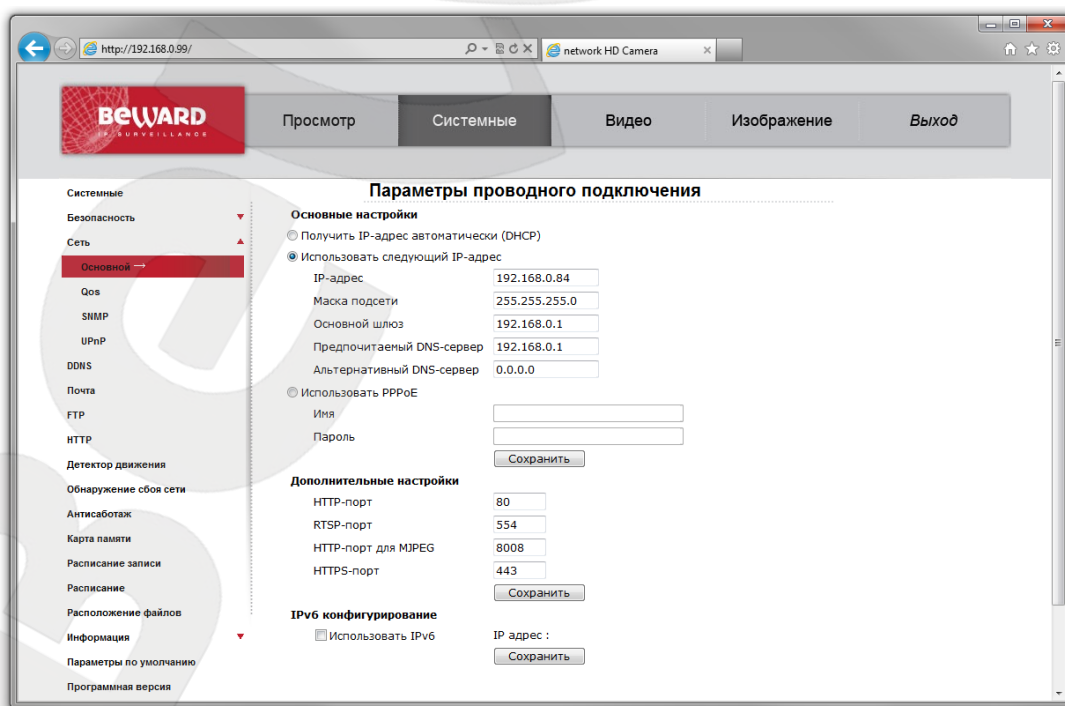 http://192.168.0.99/
network HD Camera
BEWARD
IP SURVEILLANCE
Просмотр
Системные
Видео
Изображение
Выход
Системные
Безопасность
Сеть
Основной →
Qos
SNMP
UPnP
DDNS
Почта
FTP
HTTP
Детектор движения
Обнаружение сбоя сети
Антисаботаж
Карта памяти
Расписание записи
Расписание
Расположение файлов
Информация
Параметры по умолчанию
Программная версия
Параметры проводного подключения
Основные настройки
Получить IP-адрес автоматически (DHCP)
Использовать следующий IP-адрес
IP-адрес 192.168.0.84
Маска подсети 255.255.255.0
Основной шлюз 192.168.0.1
Предпочитаемый DNS-сервер 192.168.0.1
Альтернативный DNS-сервер 0.0.0.0
Использовать PPPoE
Имя
Пароль
Сохранить
Дополнительные настройки
HTTP-порт 80
RTSP-порт 554
HTTP-порт для MJPEG 8008
HTTPS-порт 443
Сохранить
IPv6 конфигурирование
Использовать IPv6 IP адрес :
Сохранить